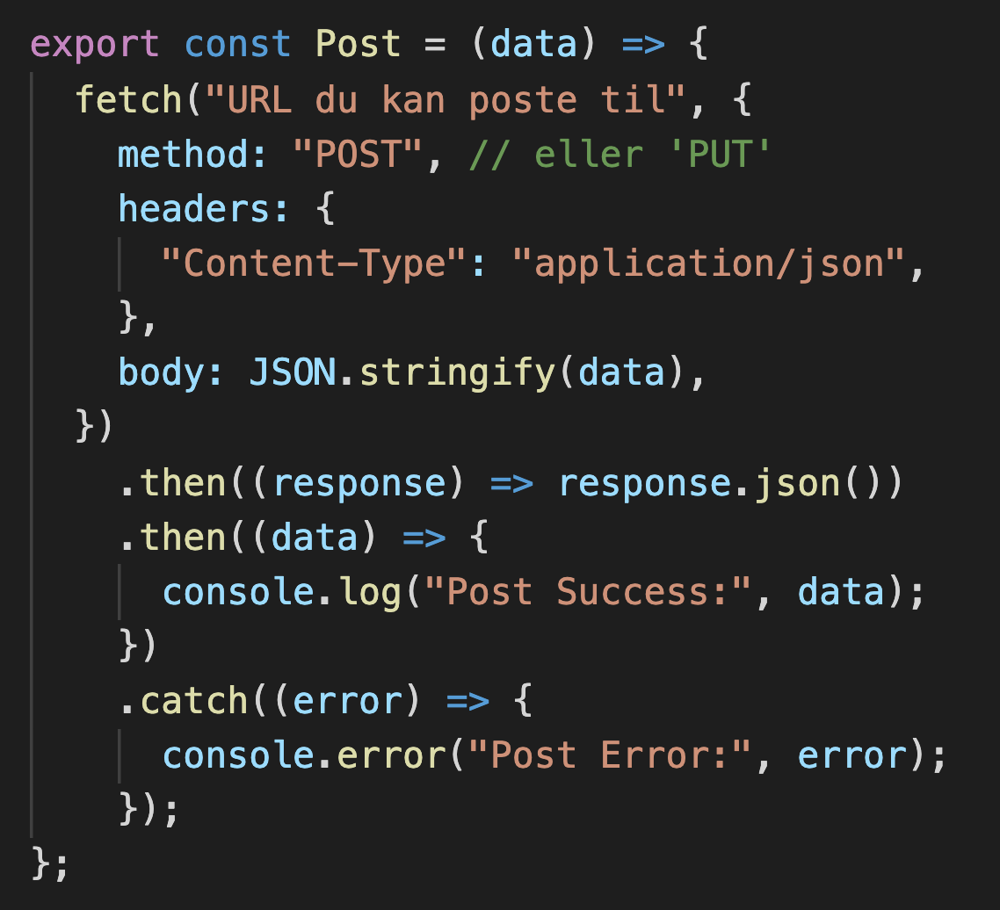 export const Post = (data) => {
  fetch("URL du kan poste til", {
    method: "POST", // eller 'PUT'
    headers: {
      "Content-Type": "application/json",
    },
    body: JSON.stringify(data),
  })
    .then((response) => response.json())
    .then((data) => {
      console.log("Post Success:", data);
    })
    .catch((error) => {
      console.error("Post Error:", error);
    });
};